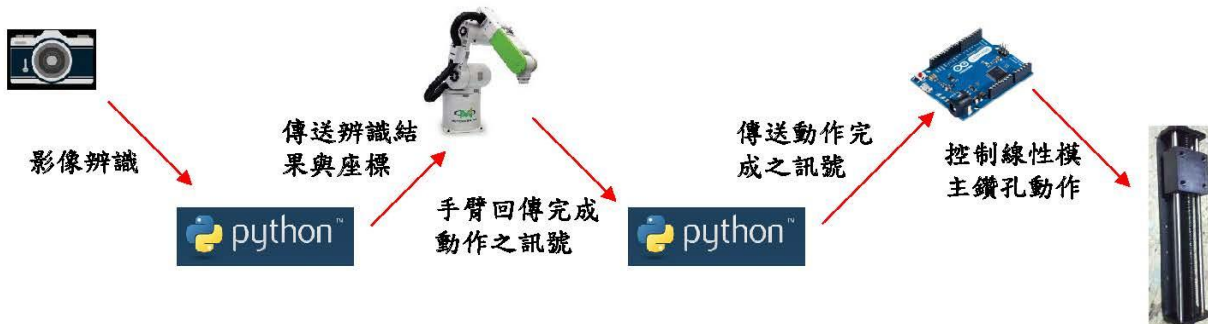 影像辨識
python™
傳送辨識結
果與座標
手臂回傳完成
動作之訊號
python™
傳送動作完
成之訊號
控制線性模
主鑽孔動作